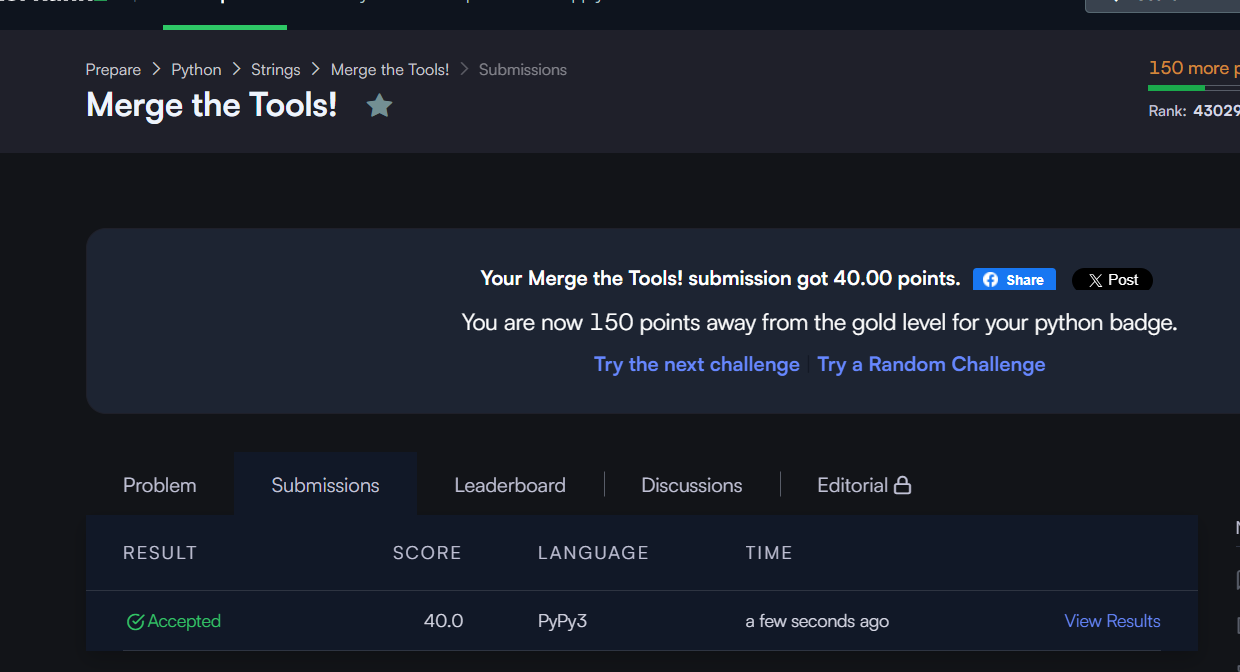 Prepare > Python > Strings > Merge the Tools! > Submissions
150 more
Merge the Tools!
Rank: 43029
Your Merge the Tools! submission got 40.00 points. Share Post
You are now 150 points away from the gold level for your python badge.
Try the next challenge | Try a Random Challenge
Problem Submissions Leaderboard Discussions Editorial
RESULT SCORE LANGUAGE TIME
Accepted 40.0 PyPy3 a few seconds ago View Results